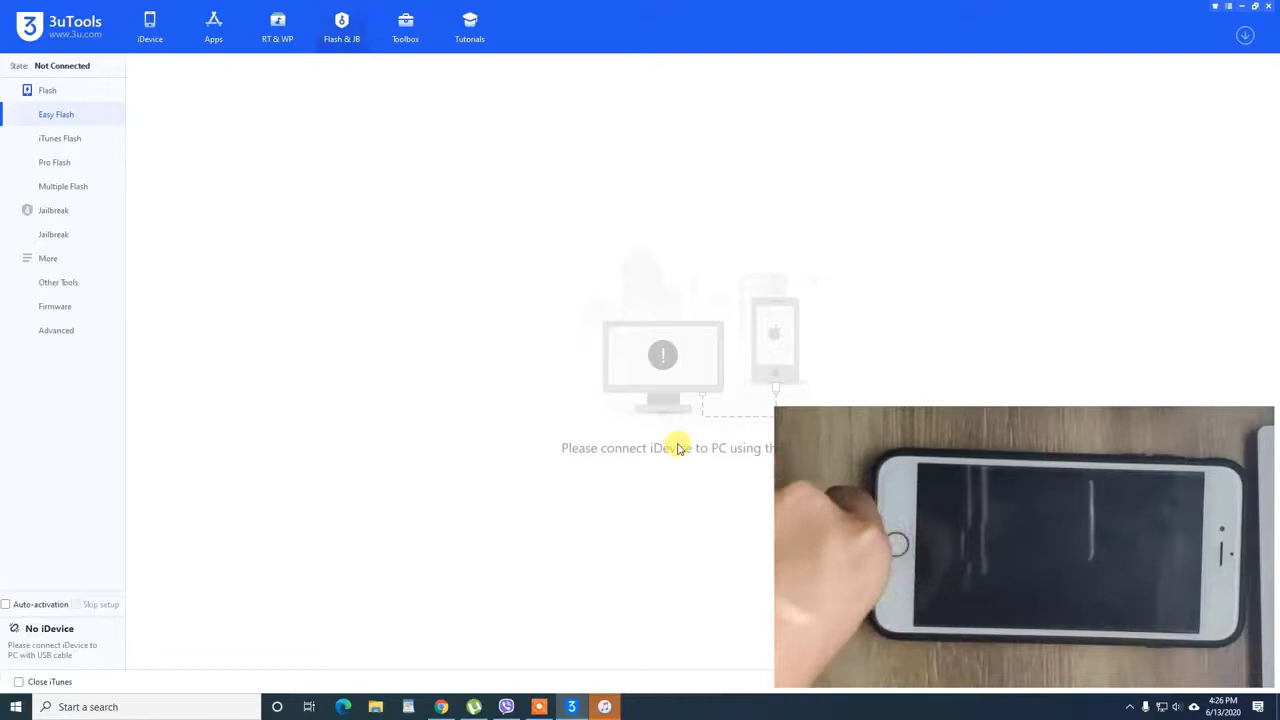 3 3uTools
www.3u.com
iDevice
Apps
RT & WP
Flash & JB
Toolbox
Tutorials
State: Not Connected
Flash
Easy Flash
iTunes Flash
Pro Flash
Multiple Flash
Jailbreak
Jailbreak
More
Other Tools
Firmware
Advanced
!
Please connect iDevice to PC using
Auto-activation
Skip setup
No iDevice
Please connect iDevice to
PC with USB cable
Close iTunes
Start a search
3
4:26 PM
6/13/2020